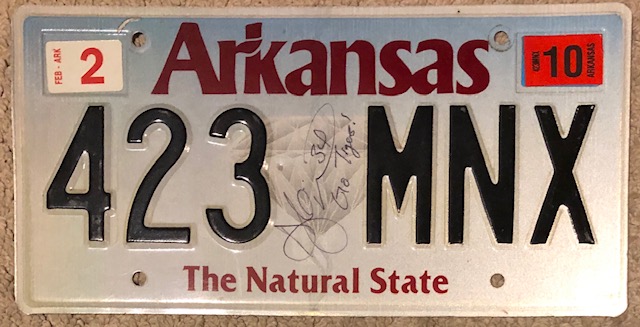 FEB - ARK
2
Arkansas
10
ARKANSAS
423 MNX
Go Tigers!
The Natural State